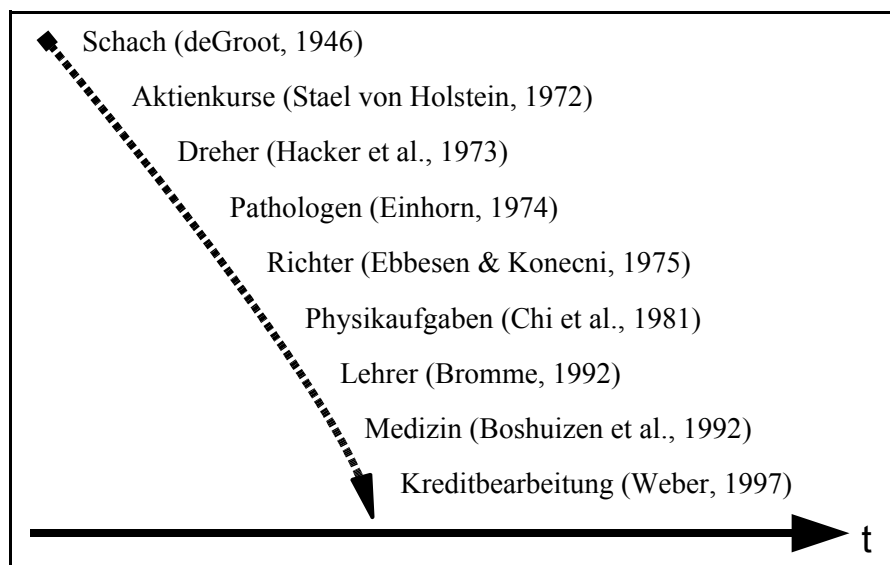 Schach (deGroot, 1946)
Aktienkurse (Stael von Holstein, 1972)
Dreher (Hacker et al., 1973)
Pathologen (Einhorn, 1974)
Richter (Ebbesen & Konecni, 1975)
Physikaufgaben (Chi et al., 1981)
Lehrer (Bromme, 1992)
Medizin (Boshuizen et al., 1992)
Kreditbearbeitung (Weber, 1997)
t